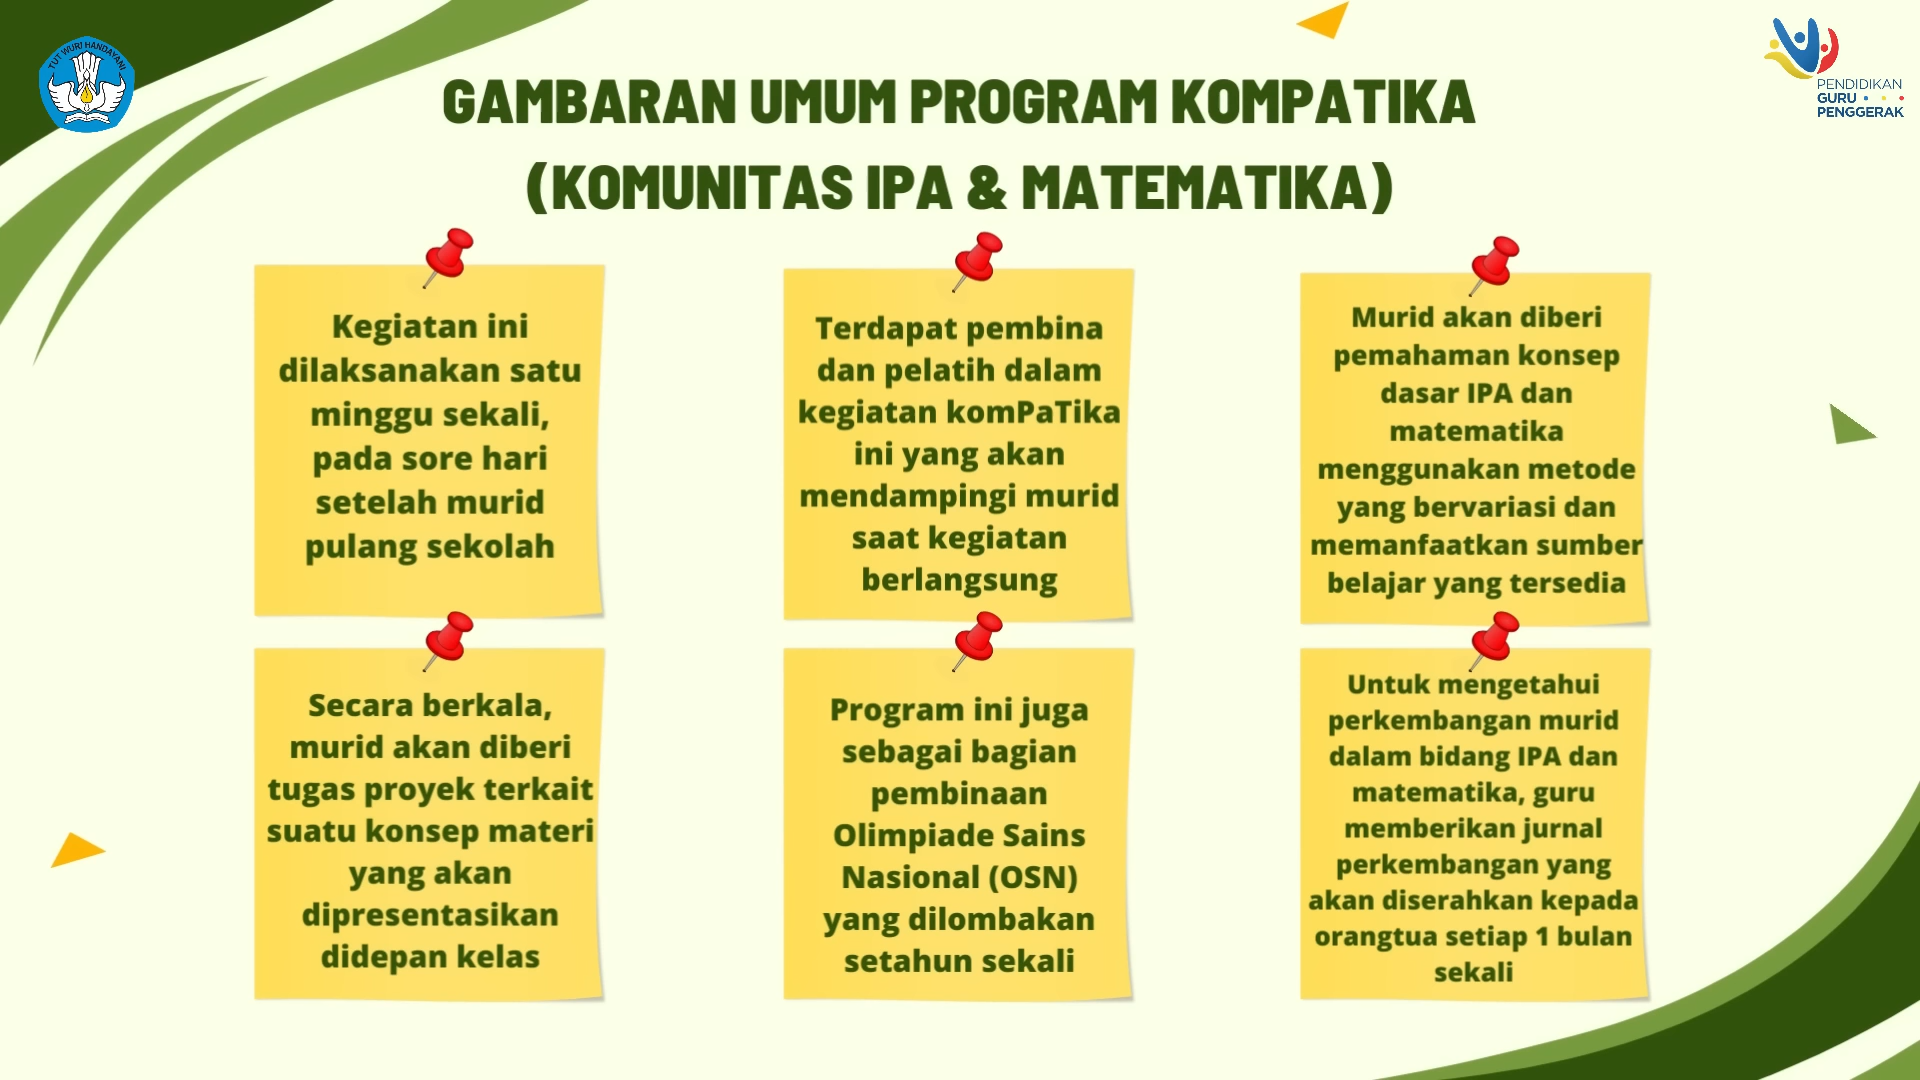 TUT WURI HANDAYANI
PENDIDIKAN
GURU
PENGGERAK
GAMBARAN UMUM PROGRAM KOMPATIKA
(KOMUNITAS IPA & MATEMATIKA)
Kegiatan ini
dilaksanakan satu
minggu sekali,
pada sore hari
setelah murid
pulang sekolah
Terdapat pembina
dan pelatih dalam
kegiatan komPaTika
ini yang akan
mendampingi murid
saat kegiatan
berlangsung
Murid akan diberi
pemahaman konsep
dasar IPA dan
matematika
menggunakan metode
yang bervariasi dan
memanfaatkan sumber
belajar yang tersedia
Secara berkala,
murid akan diberi
tugas proyek terkait
suatu konsep materi
yang akan
dipresentasikan
didepan kelas
Program ini juga
sebagai bagian
pembinaan
Olimpiade Sains
Nasional (OSN)
yang dilombakan
setahun sekali
Untuk mengetahui
perkembangan murid
dalam bidang IPA dan
matematika, guru
memberikan jurnal
perkembangan yang
akan diserahkan kepada
orangtua setiap 1 bulan
sekali